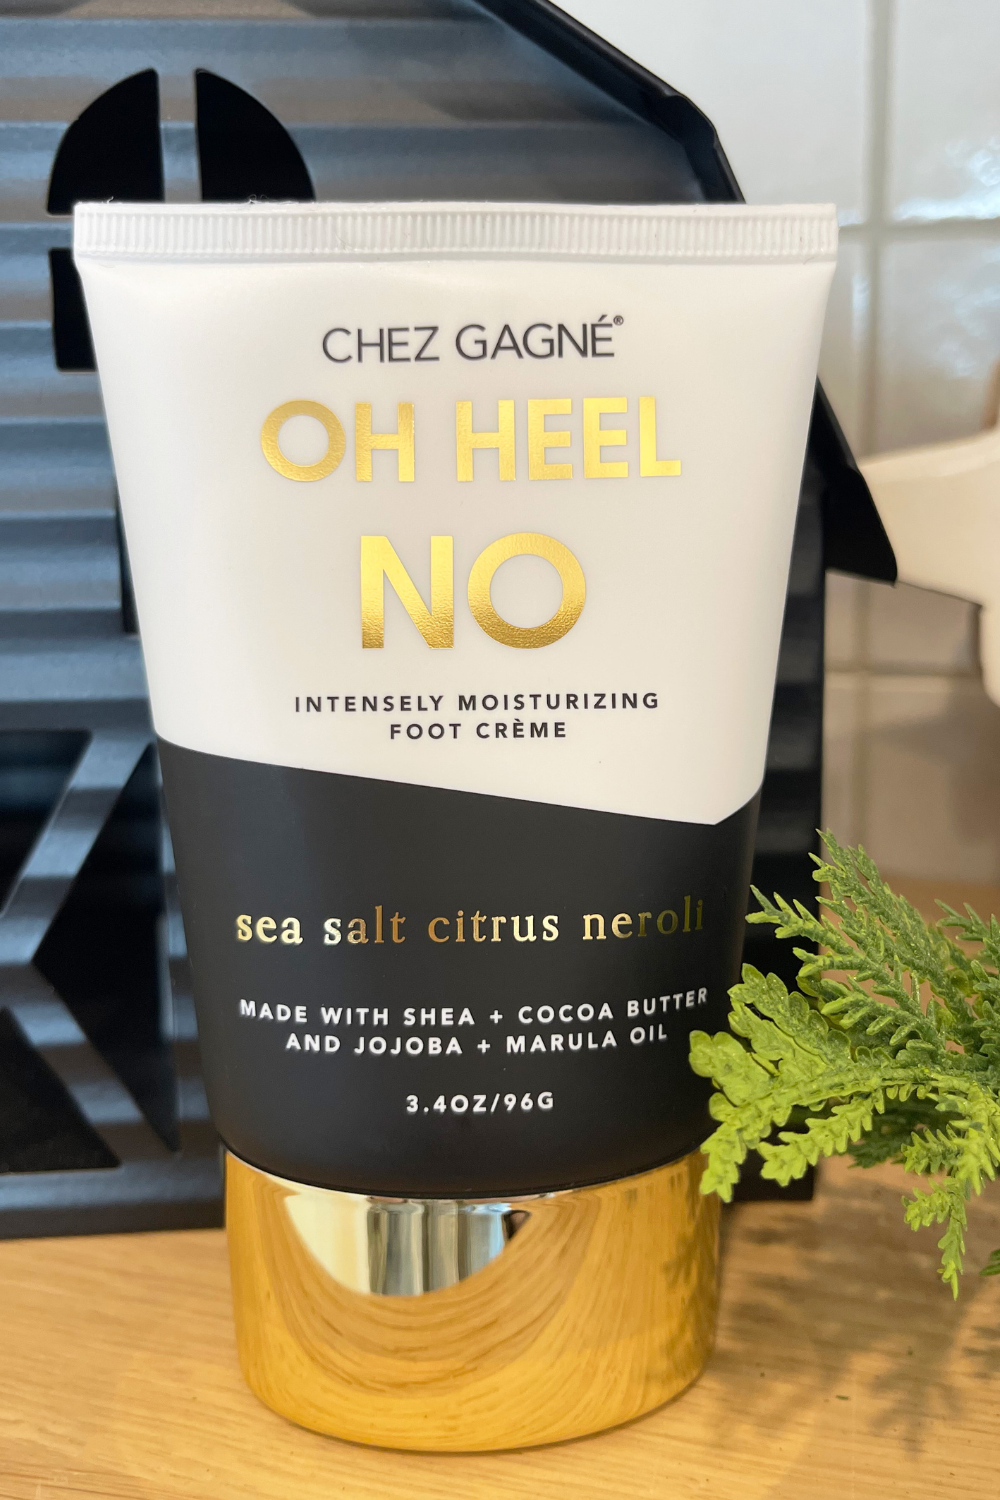 CHEZ GAGNÉ®
OH HEEL
NO
INTENSELY MOISTURIZING
FOOT CRÈME
sea salt citrus neroli
MADE WITH SHEA + COCOA BUTTER
AND JOJOBA + MARULA OIL
3.4OZ/96G